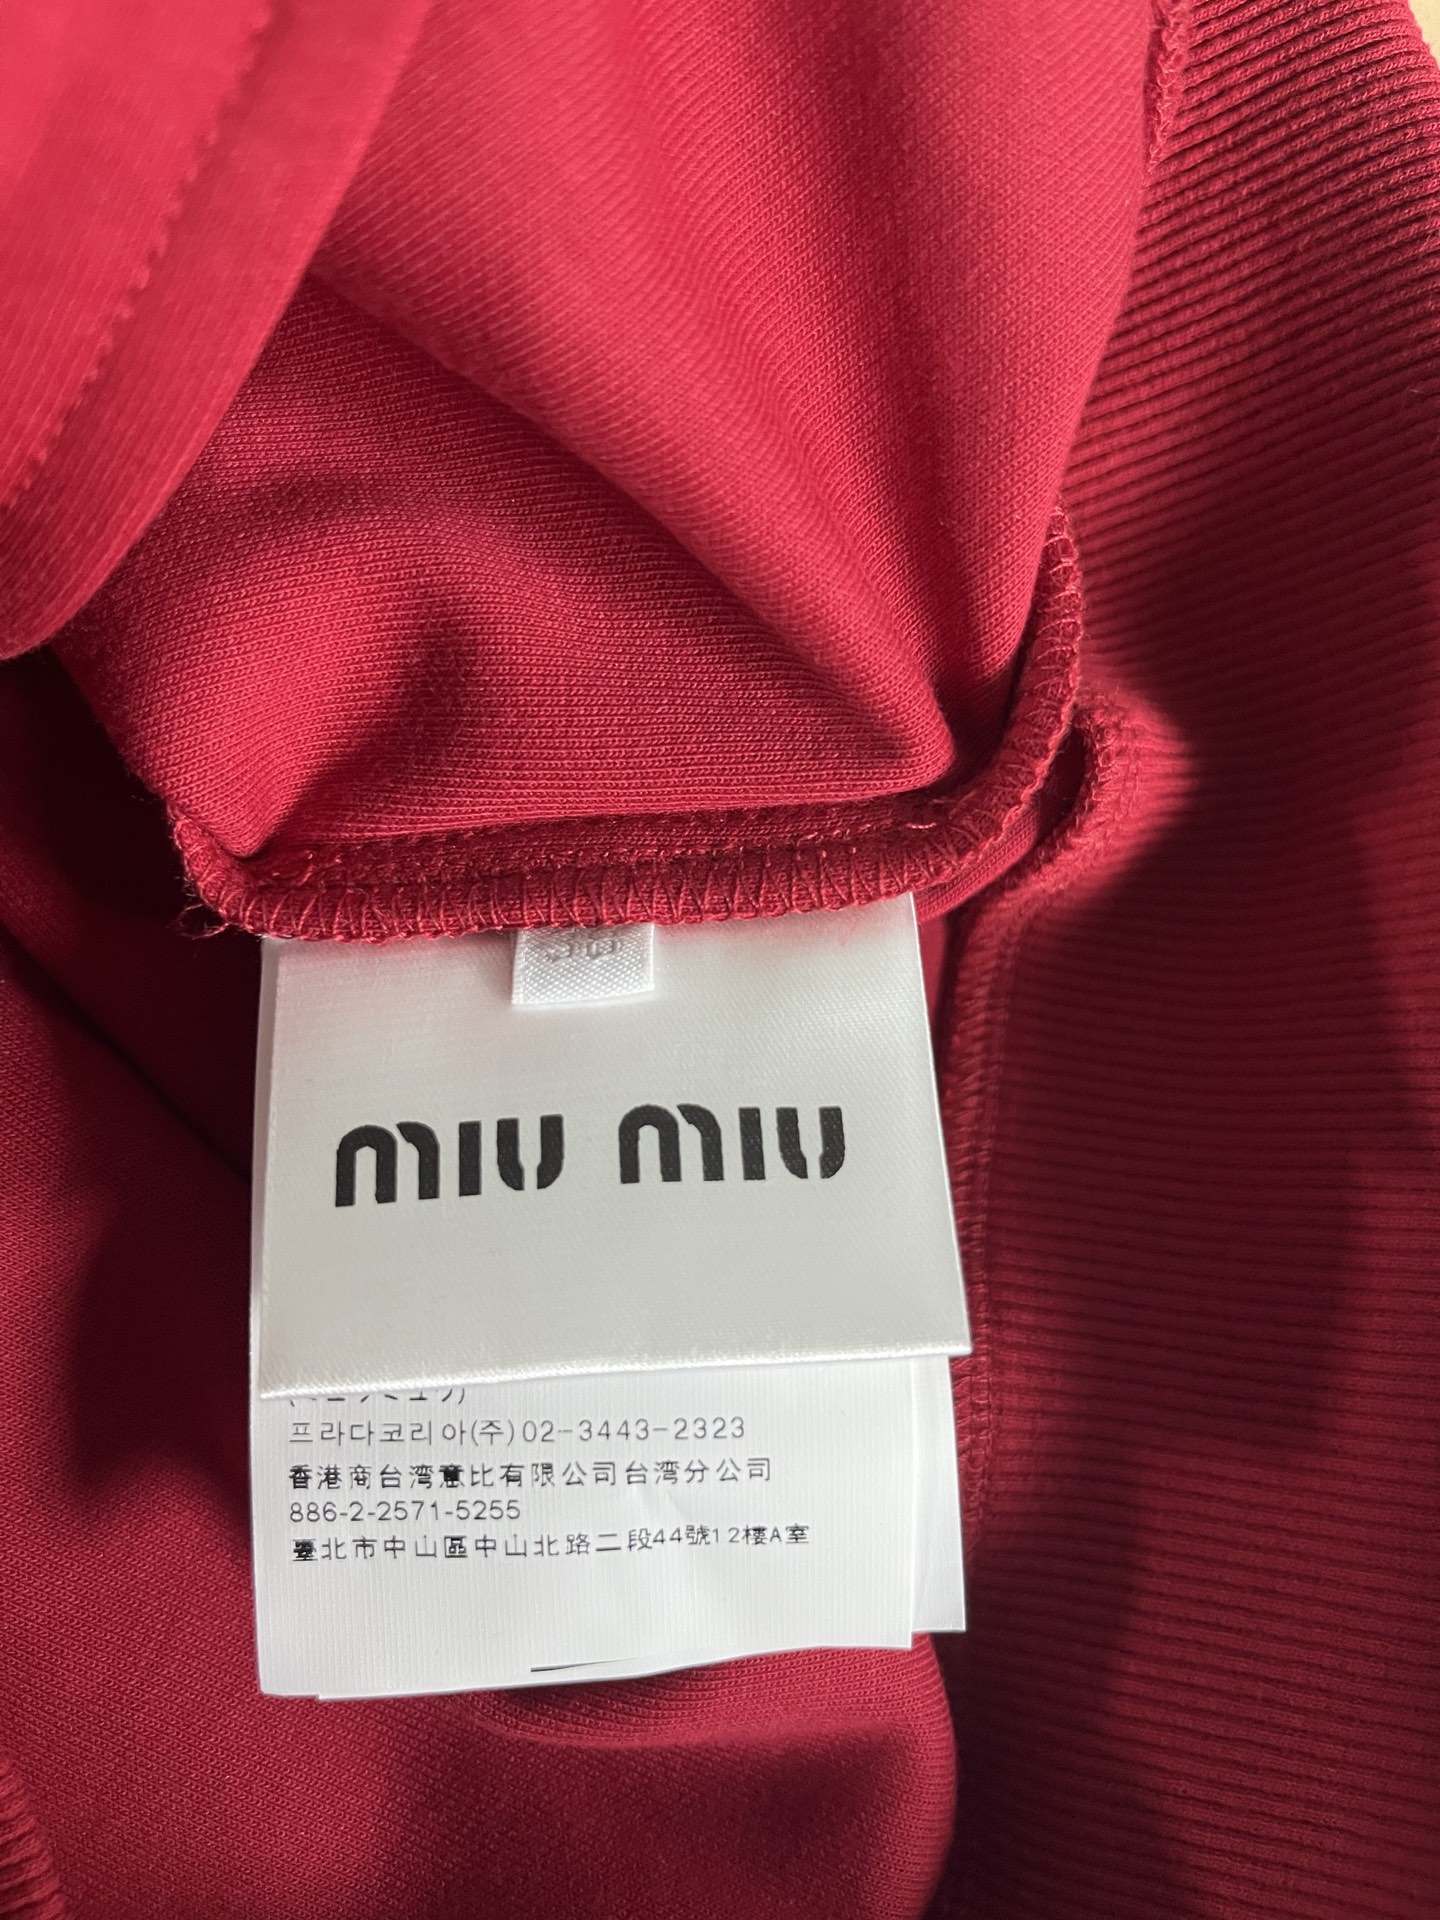 miu miu
프라다코리아(주)02-3443-2323
香港商台湾意比有限公司台湾分公司
886-2-2571-5255
臺北市中山區中山北路二段44號12樓A室